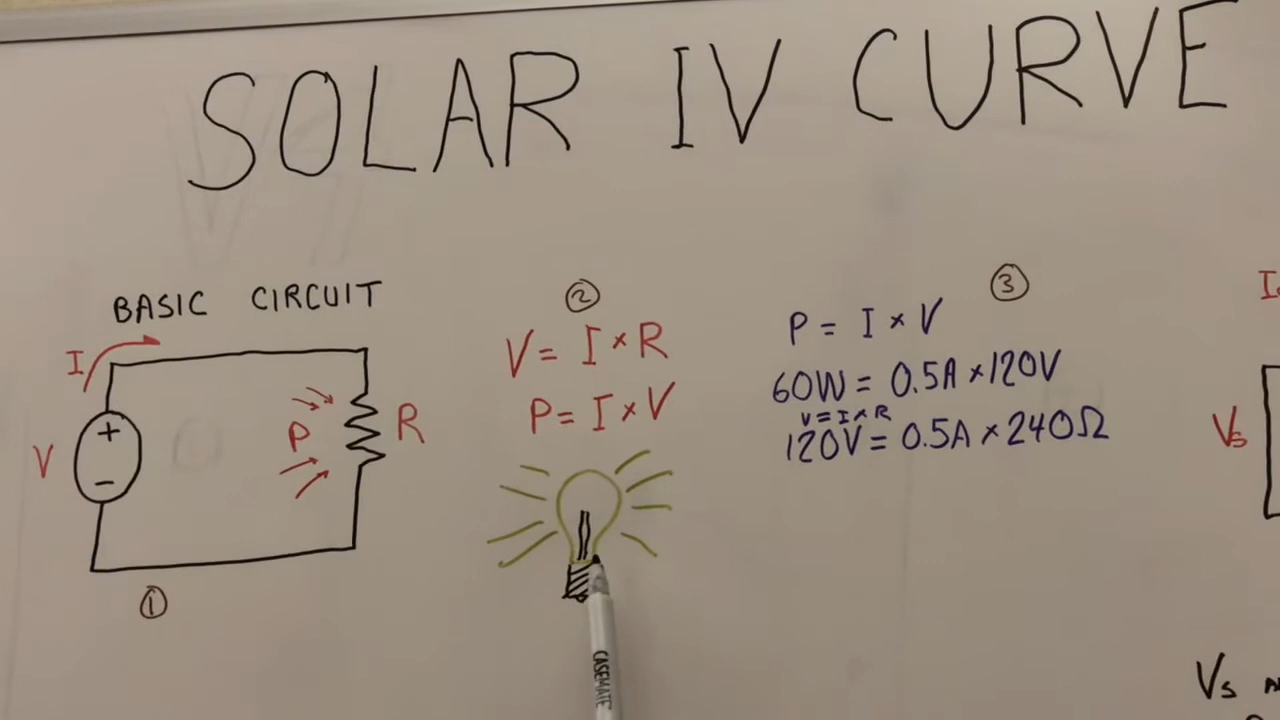 SOLAR IV CURVE
BASIC CIRCUIT
I
V
+
-
P
R
①
②
V = I × R
P = I × V
③
P = I × V
60W = 0.5A × 120V
V = I × R
120V = 0.5A × 240Ω
Vs
Vs
CASEMATE